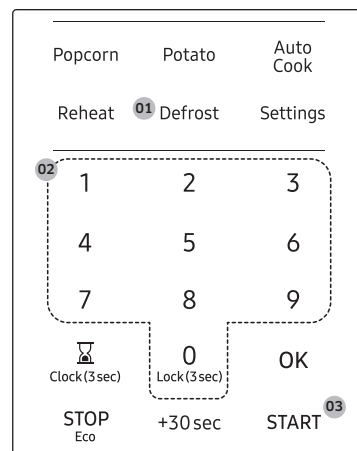 Popcorn Potato Auto Cook
Reheat 01 Defrost Settings
02
1 2 3
4 5 6
7 8 9
Clock(3 sec) 0 Lock(3 sec) OK
STOP Eco +30 sec START 03